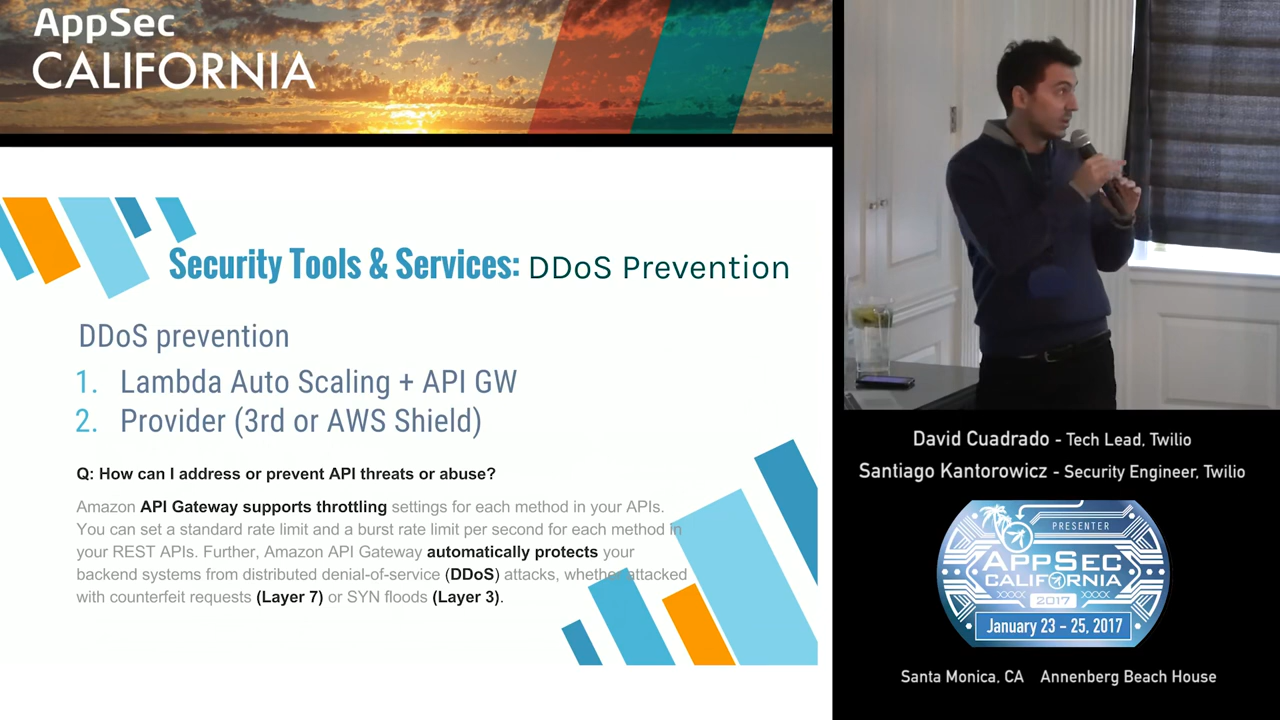 AppSec
CALIFORNIA
Security Tools & Services: DDoS Prevention
DDoS prevention
1. Lambda Auto Scaling + API GW
2. Provider (3rd or AWS Shield)
Q: How can I address or prevent API threats or abuse?
Amazon API Gateway supports throttling settings for each method in your APIs.
You can set a standard rate limit and a burst rate limit per second for each method in
your REST APIs. Further, Amazon API Gateway automatically protects your
backend systems from distributed denial-of-service (DDoS) attacks, whether attacked
with counterfeit requests (Layer 7) or SYN floods (Layer 3).
David Cuadrado - Tech Lead, Twilio
Santiago Kantorowicz - Security Engineer, Twilio
PRESENTER
APPSEC
CALIFORNIA
2017
January 23 – 25, 2017
Santa Monica, CA Annenberg Beach House